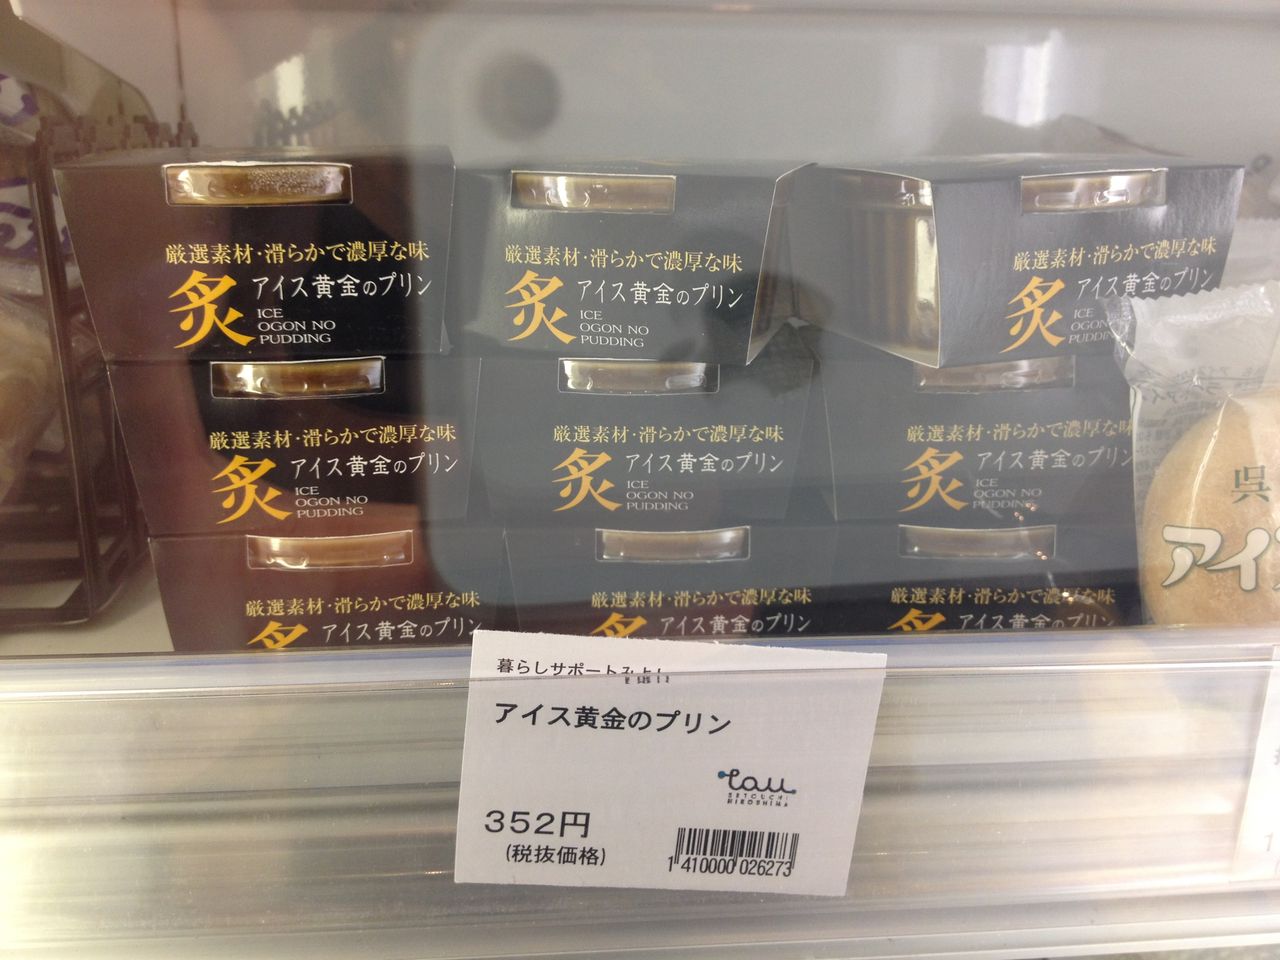 厳選素材・滑らかで濃厚な味
炙 アイス黄金のプリン
ICE
OGON NO
PUDDING
厳選素材・滑らかで濃厚な味
炙 アイス黄金のプリン
ICE
OGON NO
PUDDING
厳選素材・滑らかで濃厚な味
炙 アイス黄金のプリン
ICE
OGON
PUDDI
厳選素材・滑らかで濃厚な味
炙 アイス黄金のプリン
ICE
OGON NO
PUDDING
厳選素材・滑らかで濃厚な味
炙 アイス黄金のプリン
ICE
OGON NO
PUDDING
厳選素材・滑らかで濃厚な味
炙 アイス黄金のプリン
ICE
OGON NO
PUDDING
呉
アイ
厳選素材・滑らかで濃厚な味
炙 アイス黄金のプリン
厳選素材・滑らかで濃厚な味
炙 アイス黄金のプリン
厳選素材・滑らかで濃厚な味
炙 アイス黄金のプリン
暮らしサポート
アイス黄金のプリン
tau
SETOUCHI
HIROSHIMA
352円
(税抜価格)
1410000026273